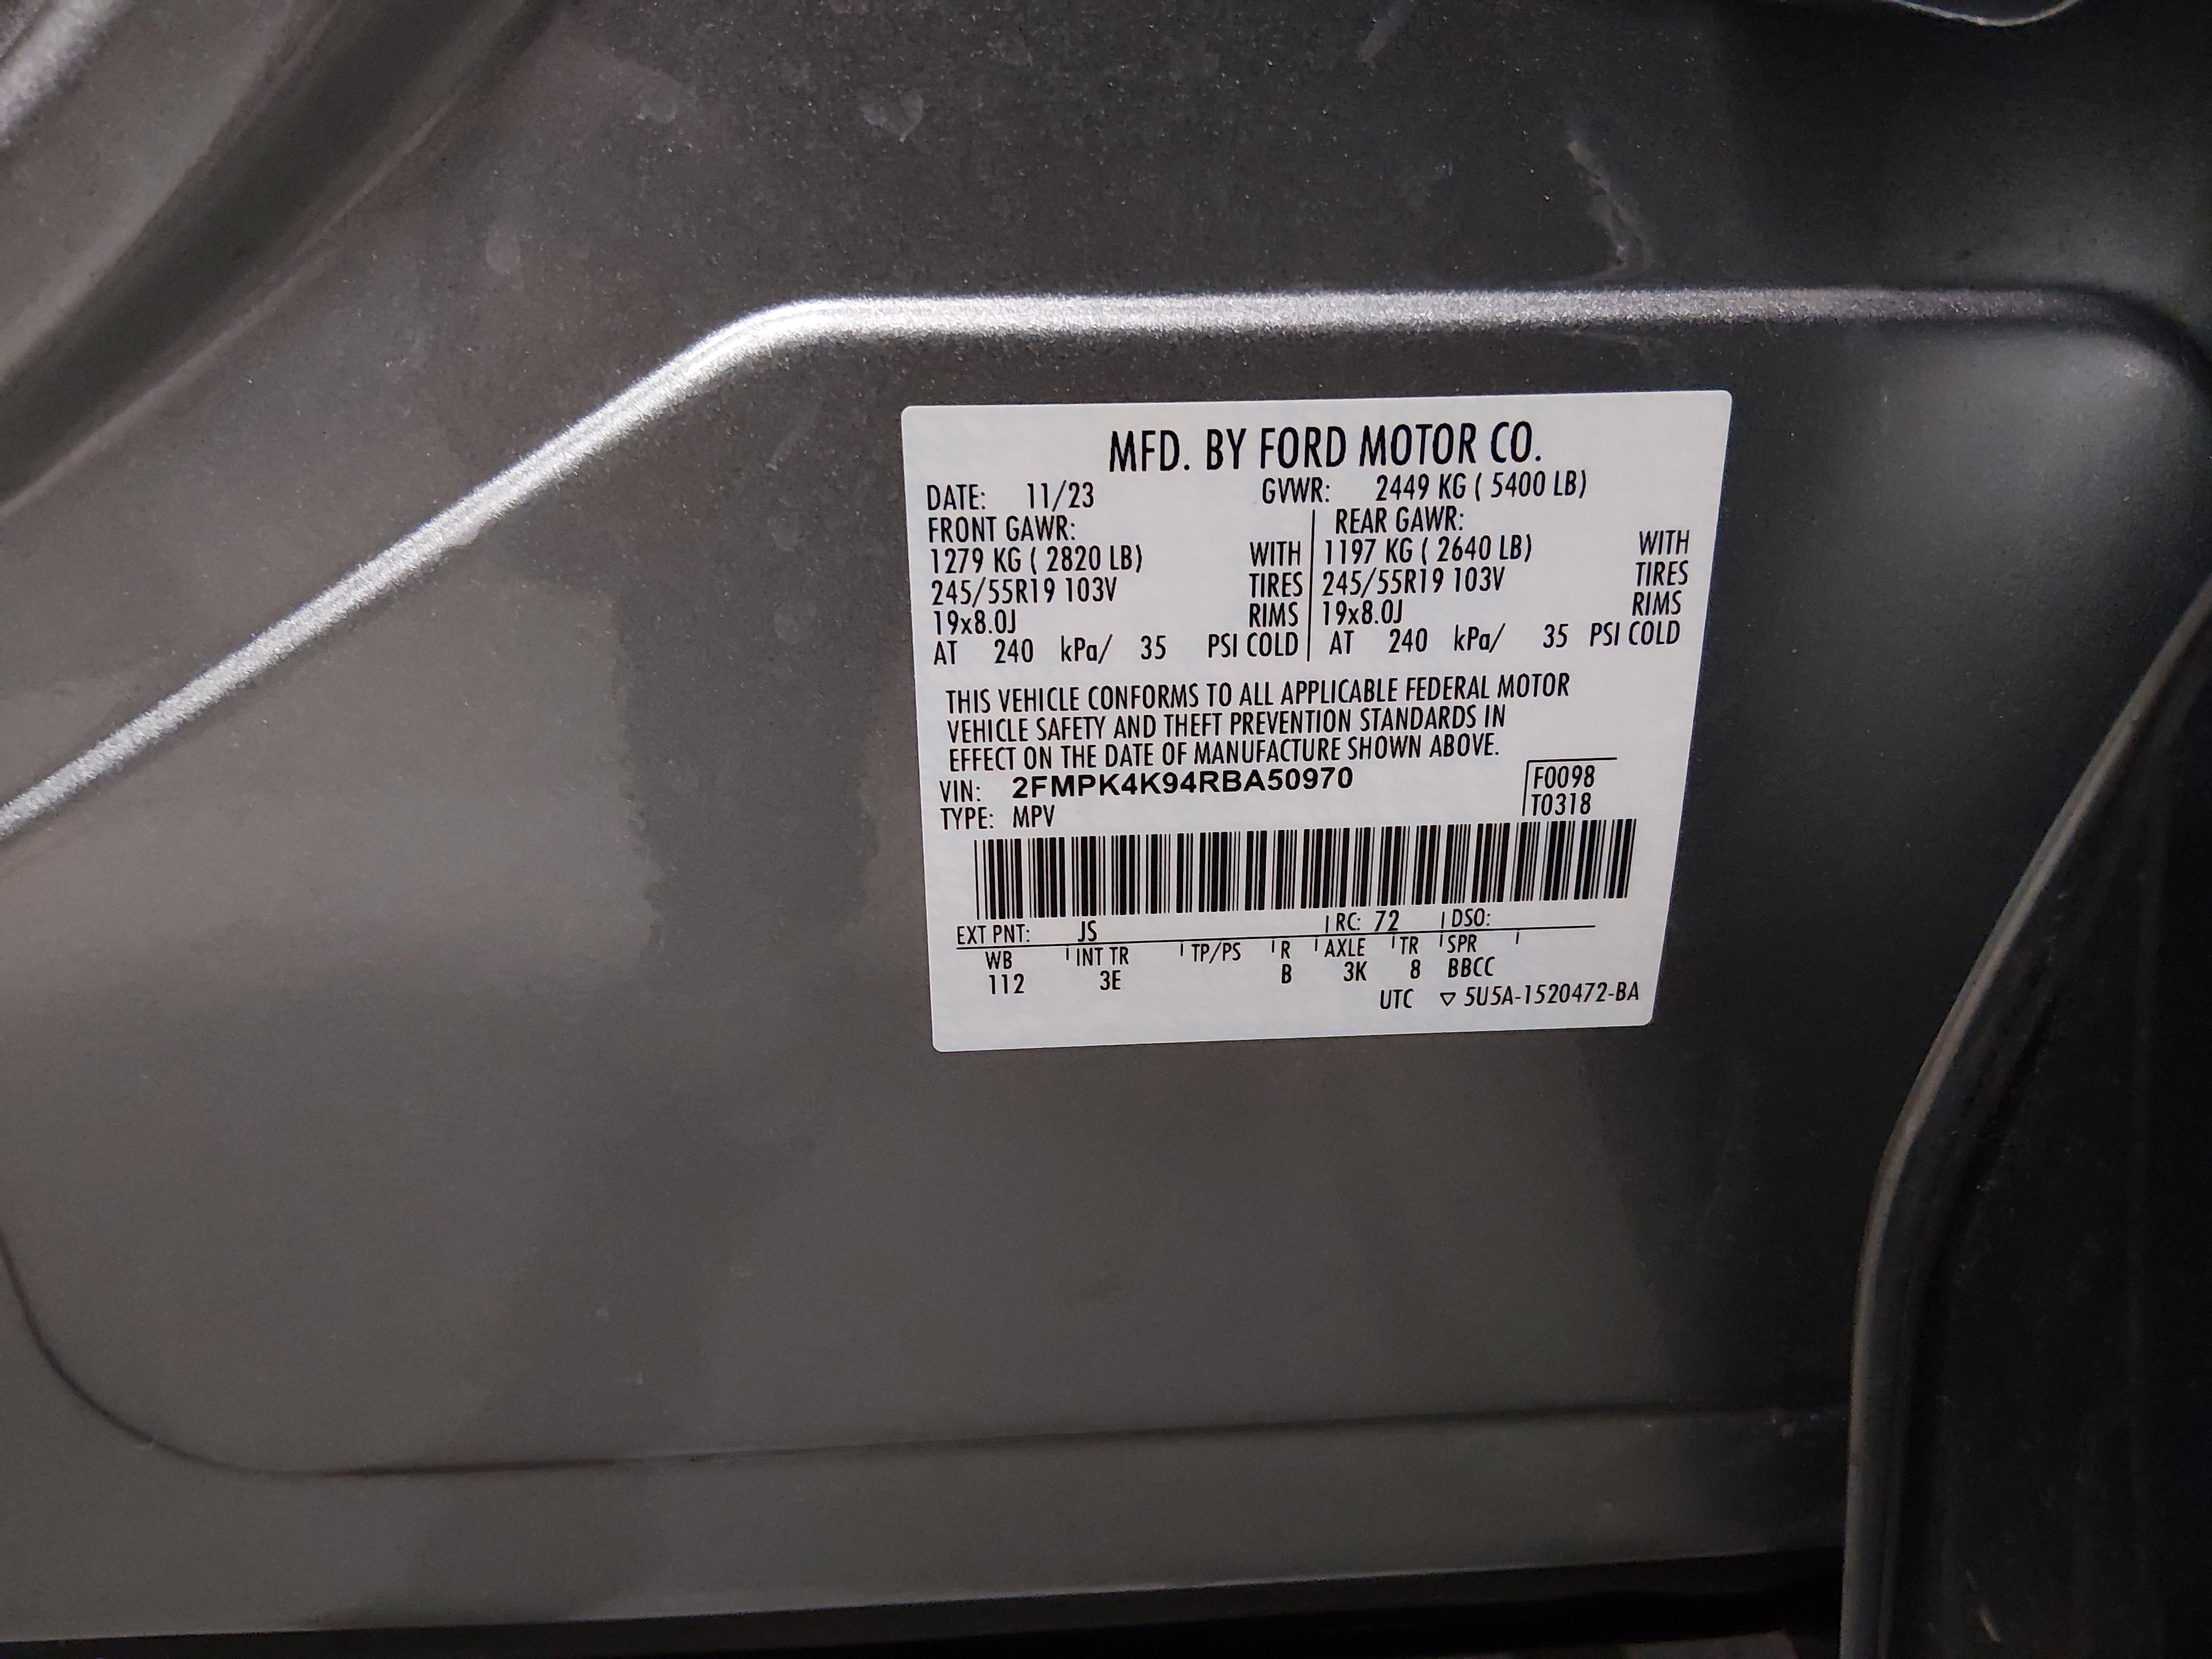 MFD. BY FORD MOTOR CO.
DATE: 11/23 GVWR: 2449 KG ( 5400 LB)
FRONT GAWR: REAR GAWR:
1279 KG ( 2820 LB) WITH 1197 KG ( 2640 LB) WITH
245/55R19 103V TIRES 245/55R19 103V TIRES
19x8.0J RIMS 19x8.0J RIMS
AT 240 kPa/ 35 PSI COLD AT 240 kPa/ 35 PSI COLD
THIS VEHICLE CONFORMS TO ALL APPLICABLE FEDERAL MOTOR
VEHICLE SAFETY AND THEFT PREVENTION STANDARDS IN
EFFECT ON THE DATE OF MANUFACTURE SHOWN ABOVE.
VIN: 2FMPK4K94RBA50970 F0098
TYPE: MPV T0318
EXT PNT: JS RC: 72 DSO:
WB INT TR TP/PS R AXLE TR SPR
112 3E B 3K 8 BBCC
UTC ▽ 5U5A-1520472-BA